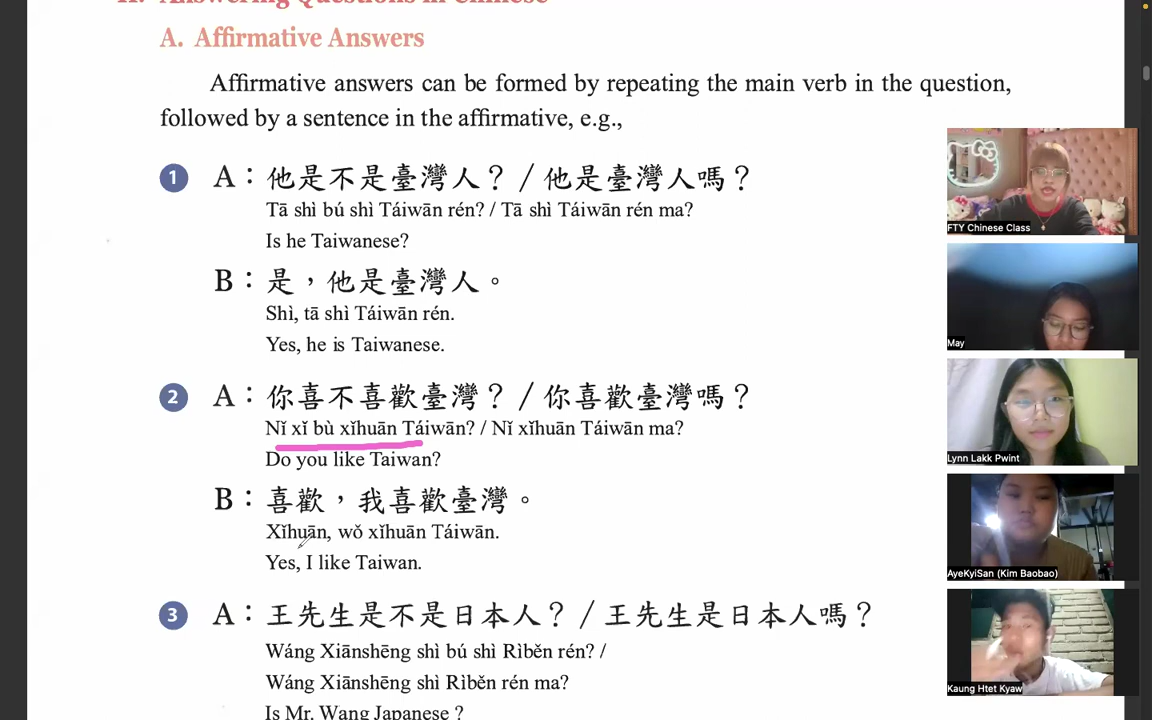 II. Answering Questions in Chinese
A. Affirmative Answers
Affirmative answers can be formed by repeating the main verb in the question,
followed by a sentence in the affirmative, e.g.,
1 A：他是不是臺灣人？/ 他是臺灣人嗎？
Tā shì bú shì Táiwān rén? / Tā shì Táiwān rén ma?
Is he Taiwanese?
B：是，他是臺灣人。
Shì, tā shì Táiwān rén.
Yes, he is Taiwanese.
2 A：你喜不喜歡臺灣？/ 你喜歡臺灣嗎？
Nǐ xǐ bù xǐhuān Táiwān? / Nǐ xǐhuān Táiwān ma?
Do you like Taiwan?
B：喜歡，我喜歡臺灣。
Xǐhuān, wǒ xǐhuān Táiwān.
Yes, I like Taiwan.
3 A：王先生是不是日本人？/ 王先生是日本人嗎？
Wáng Xiānshēng shì bú shì Rìběn rén? /
Wáng Xiānshēng shì Rìběn rén ma?
Is Mr. Wang Japanese ?
FTY Chinese Class
May
Lynn Lakk Pwint
AyeKyiSan (Kim Baobao)
Kaung Htet Kyaw